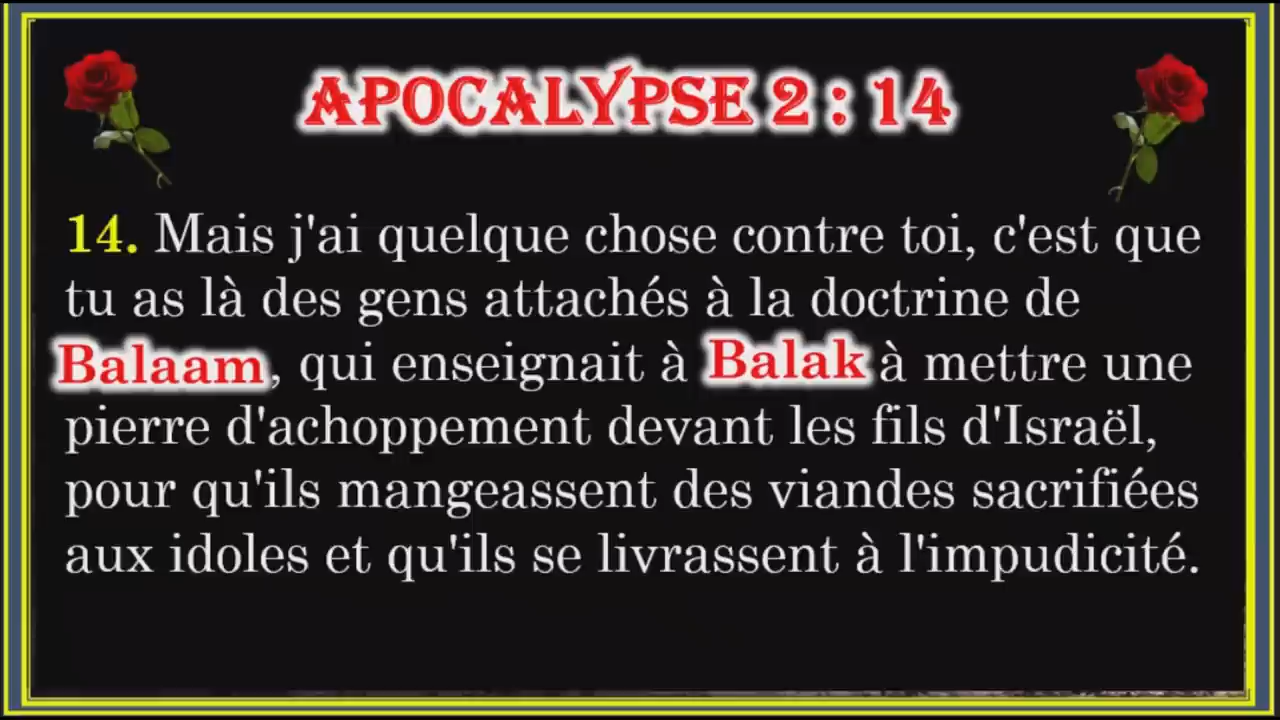 APOCALYPSE 2 : 14
14. Mais j'ai quelque chose contre toi, c'est que
tu as là des gens attachés à la doctrine de
Balaam, qui enseignait à Balak à mettre une
pierre d'achoppement devant les fils d'Israël,
pour qu'ils mangeassent des viandes sacrifiées
aux idoles et qu'ils se livrassent à l'impudicité.